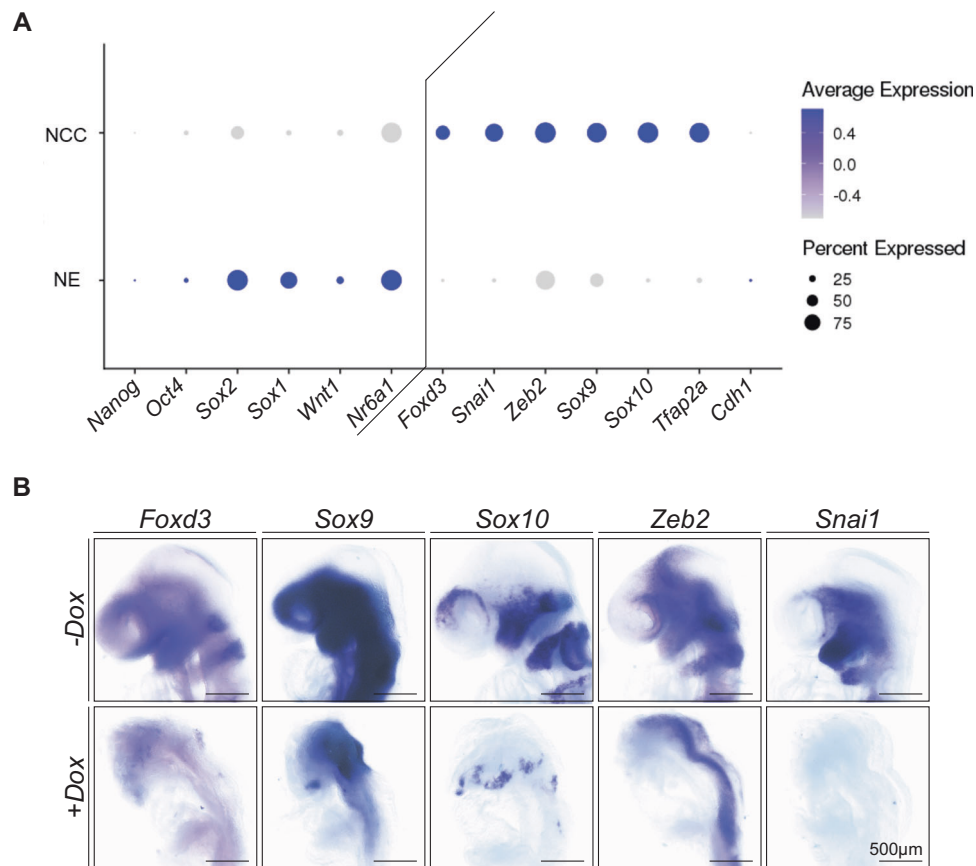 A
NCC
NE
Nanog
Oct4
Sox2
Sox1
Wnt1
Nr6a1
Foxd3
Snai1
Zeb2
Sox9
Sox10
Tfap2a
Cdh1
Average Expression
0.4
0.0
-0.4
Percent Expressed
25
50
75
B
Foxd3 Sox9 Sox10 Zeb2 Snai1
-Dox
+Dox
500µm